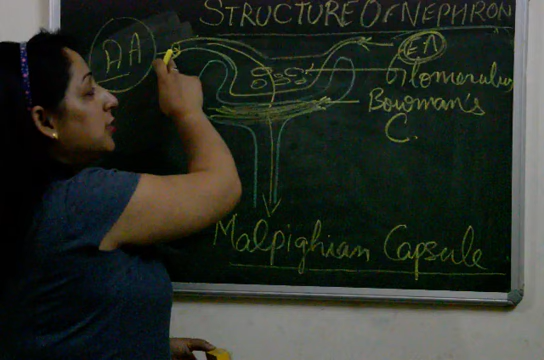 STRUCTURE OF NEPHRON
AA
EA
Glomerulus
Bowman's
C.
Malpighian Capsule